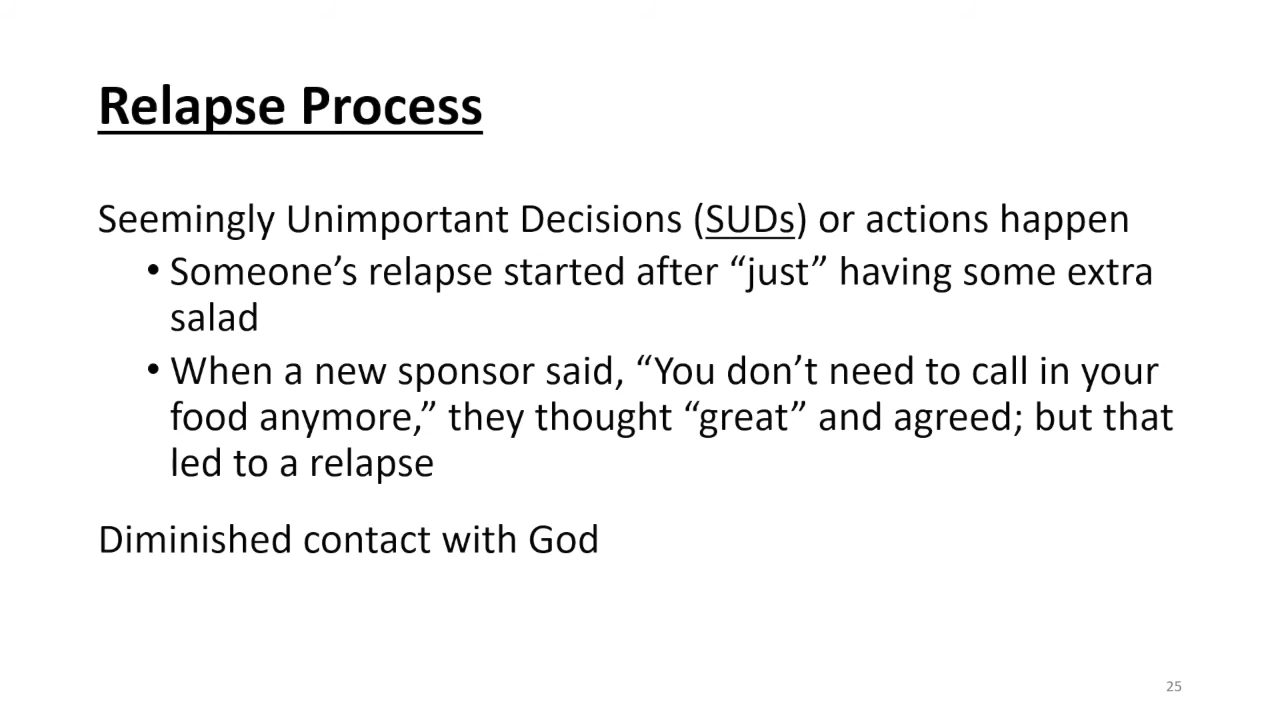 Relapse Process
Seemingly Unimportant Decisions (SUDs) or actions happen
• Someone’s relapse started after “just” having some extra
salad
• When a new sponsor said, “You don’t need to call in your
food anymore,” they thought “great” and agreed; but that
led to a relapse
Diminished contact with God
25